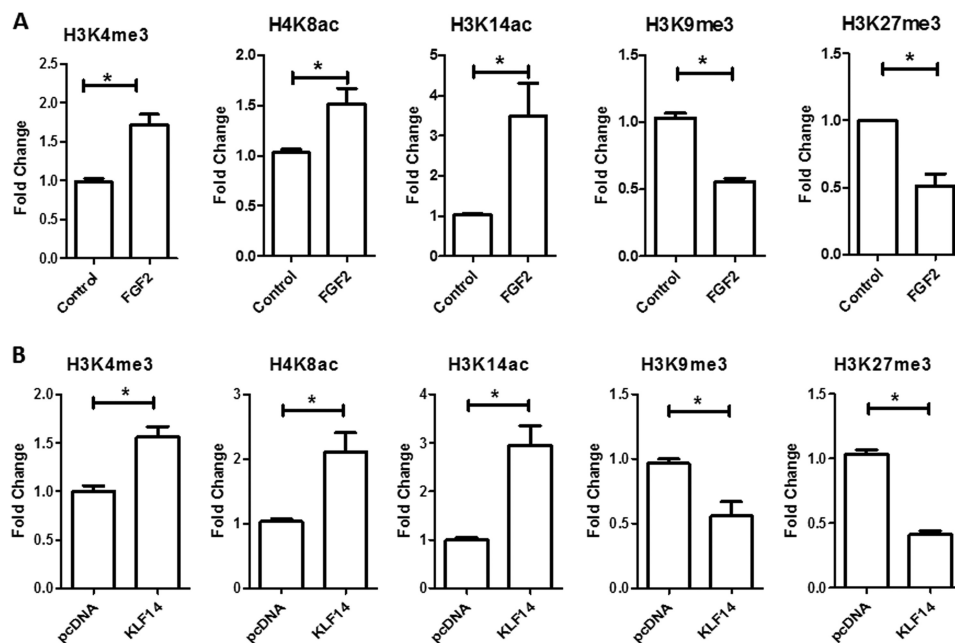 A
H3K4me3
*
Fold Change
2.5
2.0
1.5
1.0
0.5
0.0
Control
FGF2
H4K8ac
*
Fold Change
2.0
1.5
1.0
0.5
0.0
Control
FGF2
H3K14ac
*
Fold Change
5
4
3
2
1
0
Control
FGF2
H3K9me3
*
Fold Change
1.5
1.0
0.5
0.0
Control
FGF2
H3K27me3
*
Fold Change
1.5
1.0
0.5
0.0
Control
FGF2
B
H3K4me3
*
Fold Change
2.0
1.5
1.0
0.5
0.0
pcDNA
KLF14
H4K8ac
*
Fold Change
3
2
1
0
pcDNA
KLF14
H3K14ac
*
Fold Change
4
3
2
1
0
pcDNA
KLF14
H3K9me3
*
Fold Change
1.5
1.0
0.5
0.0
pcDNA
KLF14
H3K27me3
*
Fold Change
1.5
1.0
0.5
0.0
pcDNA
KLF14